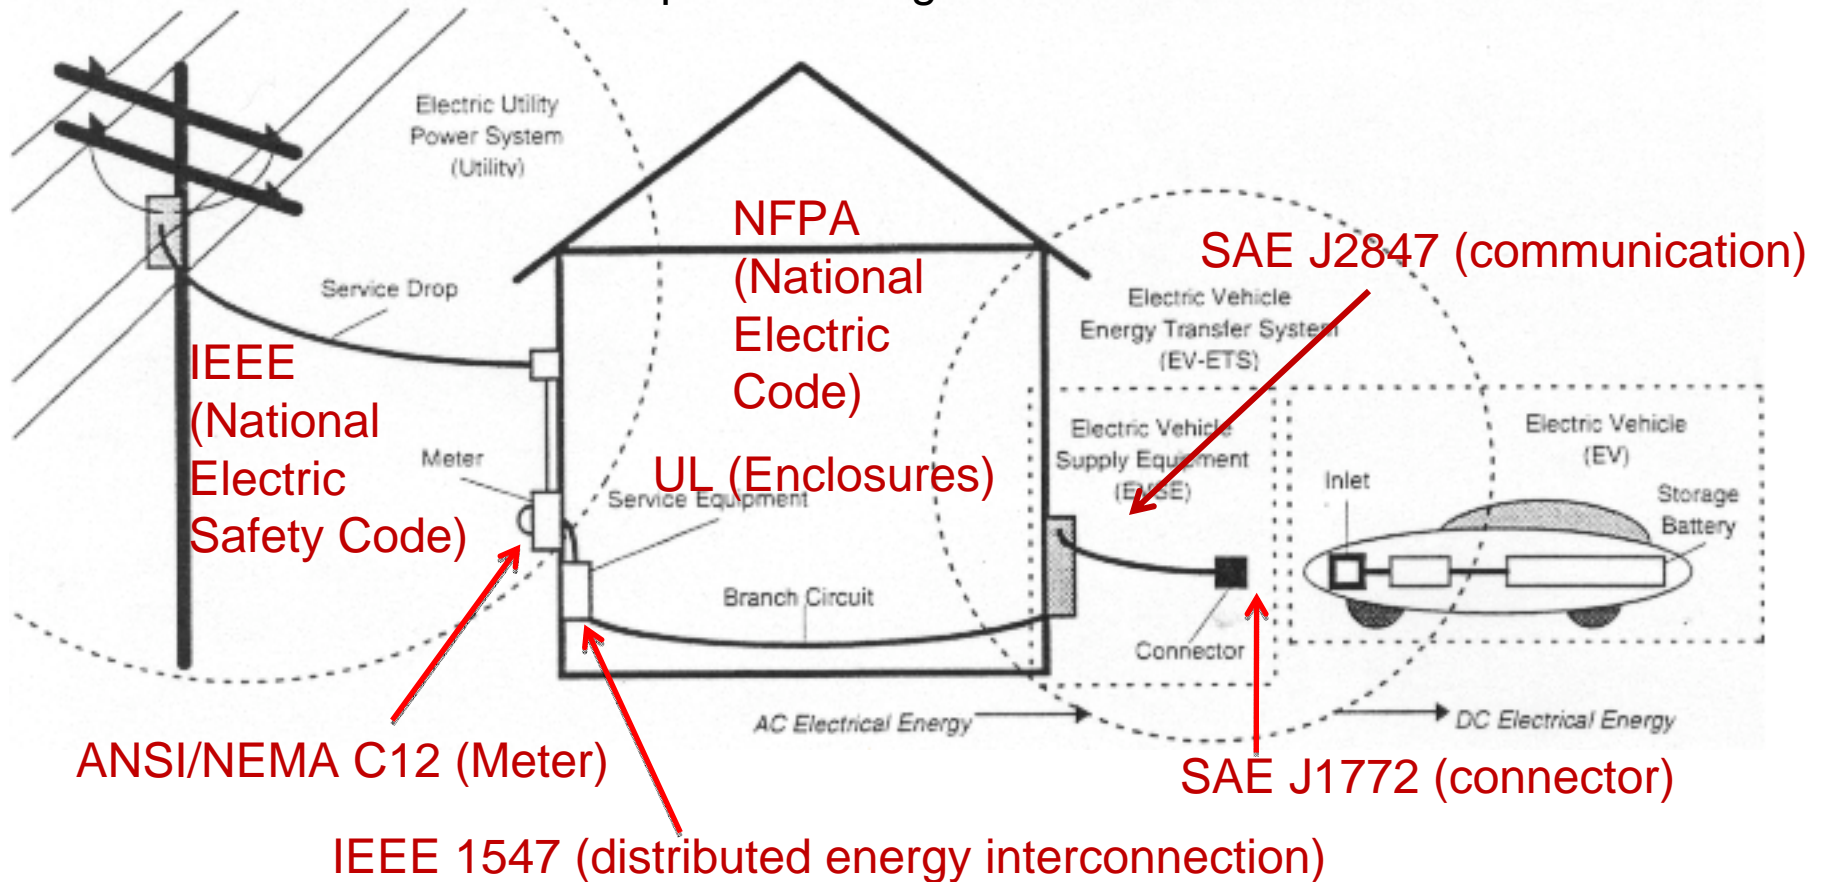 Electric Utility
Power System
(Utility)
NFPA
(National
Electric
Code)
SAE J2847 (communication)
Service Drop
Electric Vehicle
Energy Transfer System
(EV-ETS)
IEEE
(National
Electric
Safety Code)
Electric Vehicle
Supply Equipment
(EVSE)
Electric Vehicle
(EV)
Meter
UL (Enclosures)
Service Equipment
Inlet
Storage
Battery
Branch Circuit
Connector
AC Electrical Energy
DC Electrical Energy
ANSI/NEMA C12 (Meter)
SAE J1772 (connector)
IEEE 1547 (distributed energy interconnection)